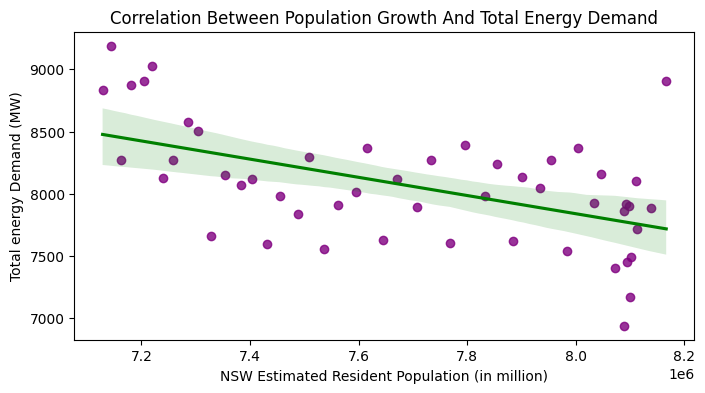 Correlation Between Population Growth And Total Energy Demand
Total energy Demand (MW)
9000
8500
8000
7500
7000
7.2
7.4
7.6
7.8
8.0
8.2
1e6
NSW Estimated Resident Population (in million)